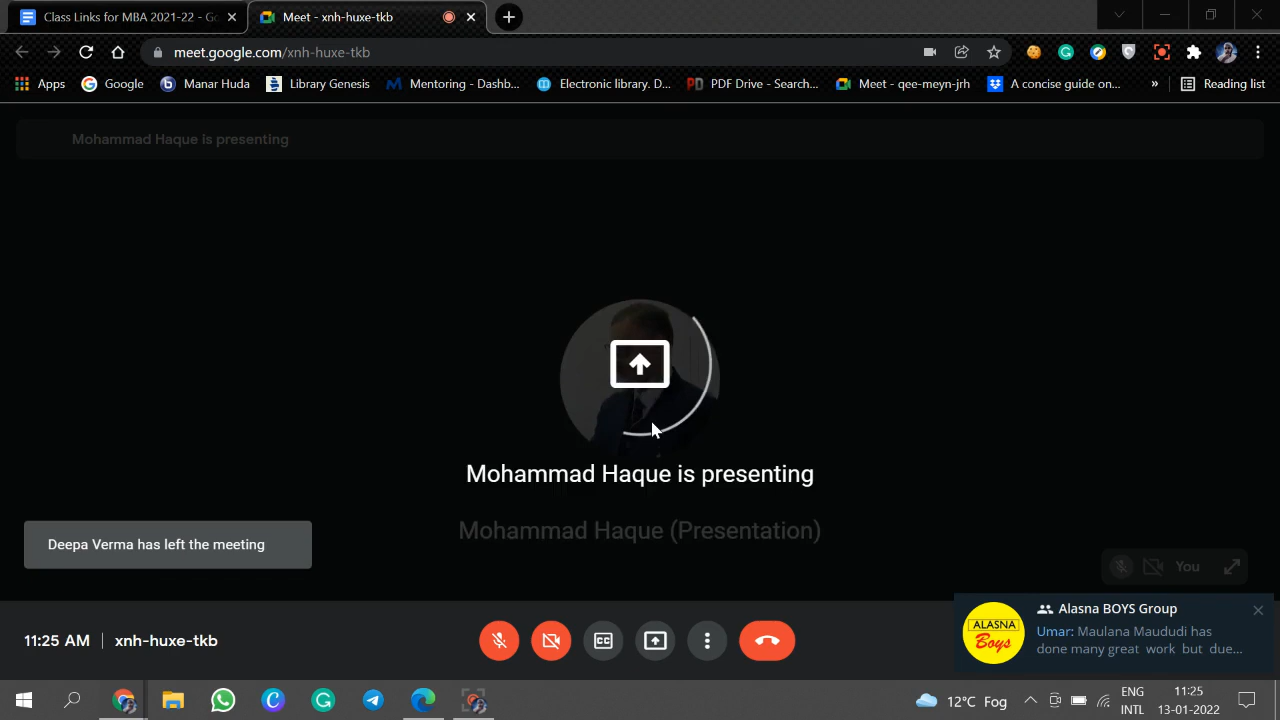 Class Links for MBA 2021-22 - Go
Meet - xnh-huxe-tkb
meet.google.com/xnh-huxe-tkb
Apps
Google
Manar Huda
Library Genesis
Mentoring - Dashb...
Electronic library. D...
PDF Drive - Search...
Meet - qee-meyn-jrh
A concise guide on...
»
Reading list
Mohammad Haque is presenting
Mohammad Haque is presenting
Mohammad Haque (Presentation)
Deepa Verma has left the meeting
You
11:25 AM | xnh-huxe-tkb
CC
ALASNA
Boys
Alasna BOYS Group
Umar: Maulana Maududi has
done many great work but due...
12°C Fog
ENG
INTL
11:25
13-01-2022